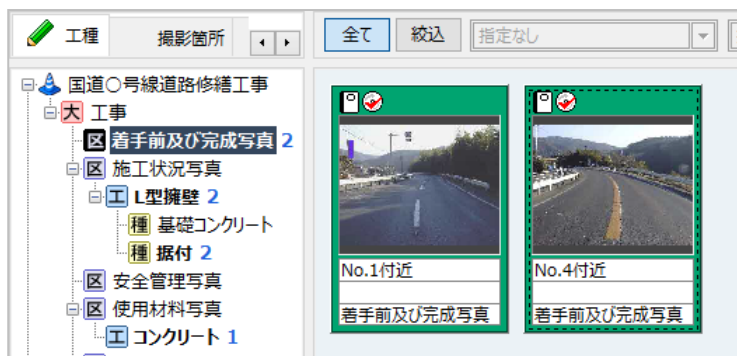 工種
撮影箇所
全て
絞込
指定なし
国道○号線道路修繕工事
大 工事
区 着手前及び完成写真 2
区 施工状況写真
工 L型擁壁 2
種 基礎コンクリート
種 据付 2
区 安全管理写真
区 使用材料写真
工 コンクリート 1
No.1付近
着手前及び完成写真
No.4付近
着手前及び完成写真